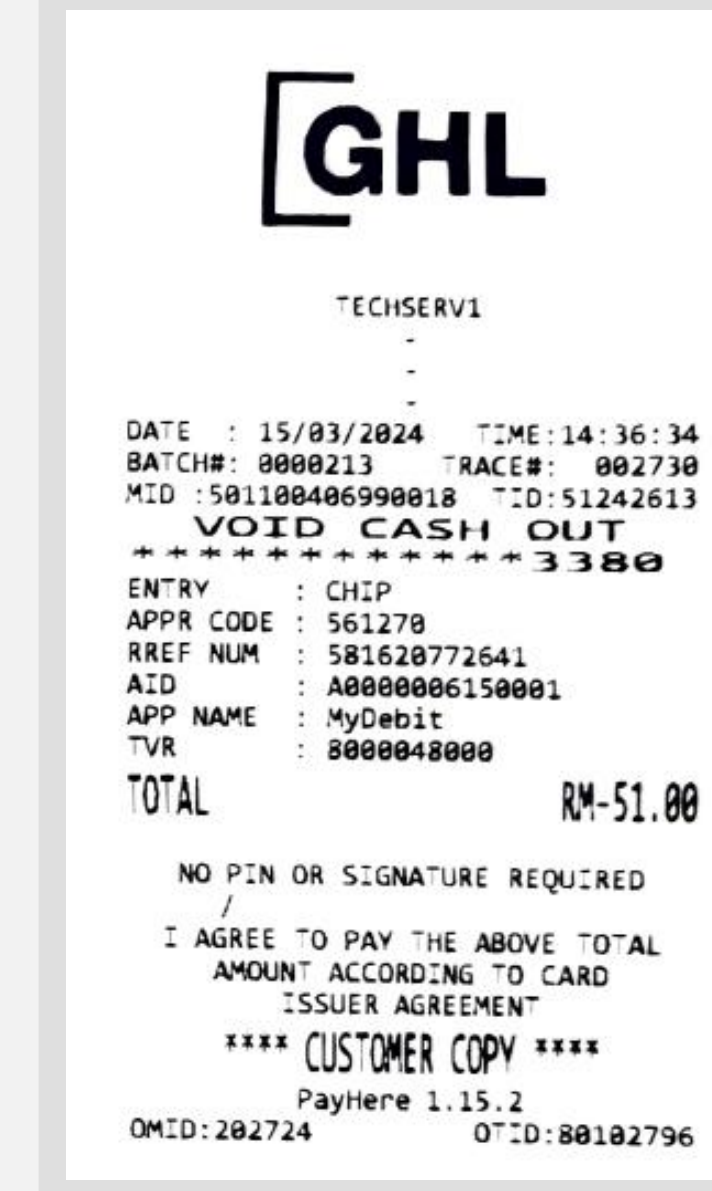 GHL
TECHSERV1
-
-
-
DATE : 15/03/2024 TIME:14:36:34
BATCH#: 0000213 TRACE#: 002730
MID :501100406990018 TID:51242613
VOID CASH OUT
************3380
ENTRY : CHIP
APPR CODE : 561270
RREF NUM : 581620772641
AID : A0000006150001
APP NAME : MyDebit
TVR : 8000048000
TOTAL RM-51.00
NO PIN OR SIGNATURE REQUIRED
/
I AGREE TO PAY THE ABOVE TOTAL
AMOUNT ACCORDING TO CARD
ISSUER AGREEMENT
**** CUSTOMER COPY ****
PayHere 1.15.2
OMID:202724 OTID:80102796